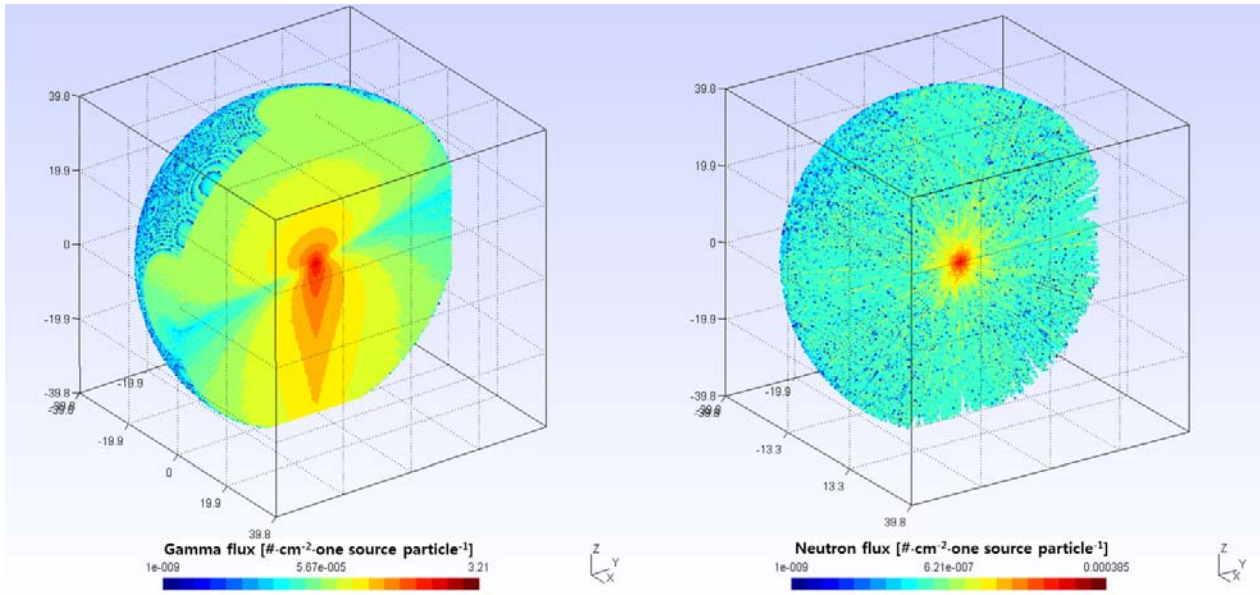 39.8
19.9
0
-19.9
-39.8
-39.8
-19.9
-19.8
0
19.9
39.8
Gamma flux [#·cm-2·one source particle-1]
1e-009
5.67e-005
3.21
Z
Y
X
39.8
19.9
0
-19.9
-39.8
-19.9
-13.3
13.3
39.8
Neutron flux [#·cm-2·one source particle-1]
1e-009
6.21e-007
0.000385
Z
Y
X